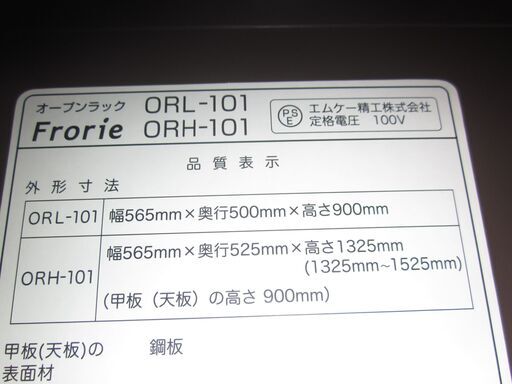 オープンラック ORL-101
Frorie ORH-101
PSE エムケー精工株式会社
定格電圧 100V
品質表示
外形寸法
ORL-101 幅565mm×奥行500mm×高さ900mm
ORH-101 幅565mm×奥行525mm×高さ1325mm
(1325mm~1525mm)
(甲板（天板）の高さ 900mm)
甲板(天板)の 鋼板
表面材